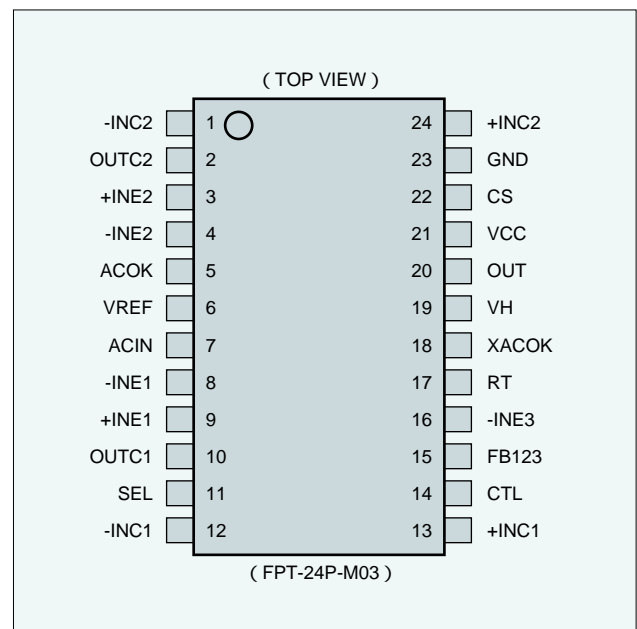 ( TOP VIEW )
-INC2 1 24 +INC2
OUTC2 2 23 GND
+INE2 3 22 CS
-INE2 4 21 VCC
ACOK 5 20 OUT
VREF 6 19 VH
ACIN 7 18 XACOK
-INE1 8 17 RT
+INE1 9 16 -INE3
OUTC1 10 15 FB123
SEL 11 14 CTL
-INC1 12 13 +INC1
( FPT-24P-M03 )